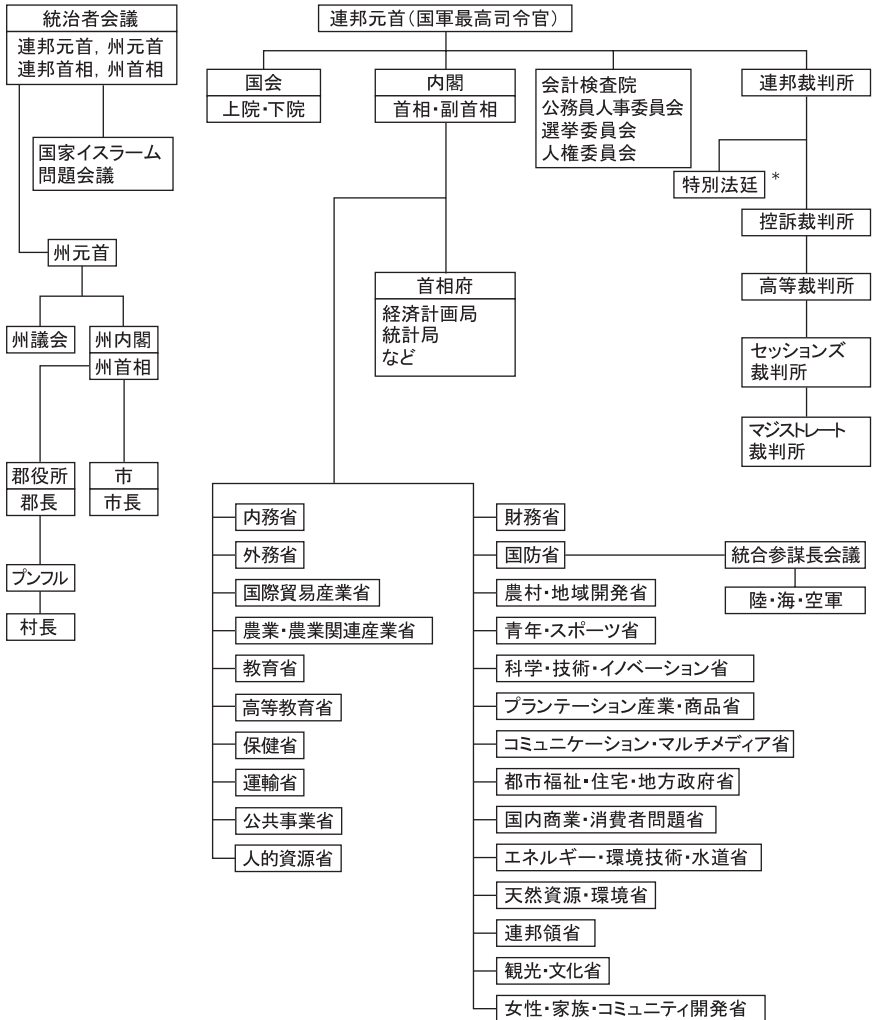 統治者会議
連邦元首，州元首
連邦首相，州首相
国家イスラーム
問題会議
州元首
州議会
州内閣
州首相
郡役所
郡長
市
市長
プンフル
村長
連邦元首（国軍最高司令官）
国会
上院・下院
内閣
首相・副首相
会計検査院
公務員人事委員会
選挙委員会
人権委員会
連邦裁判所
特別法廷 *
控訴裁判所
高等裁判所
セッションズ
裁判所
マジストレート
裁判所
首相府
経済計画局
統計局
など
内務省
外務省
国際貿易産業省
農業・農業関連産業省
教育省
高等教育省
保健省
運輸省
公共事業省
人的資源省
財務省
国防省
統合参謀長会議
陸・海・空軍
農村・地域開発省
青年・スポーツ省
科学・技術・イノベーション省
プランテーション産業・商品省
コミュニケーション・マルチメディア省
都市福祉・住宅・地方政府省
国内商業・消費者問題省
エネルギー・環境技術・水道省
天然資源・環境省
連邦領省
観光・文化省
女性・家族・コミュニティ開発省